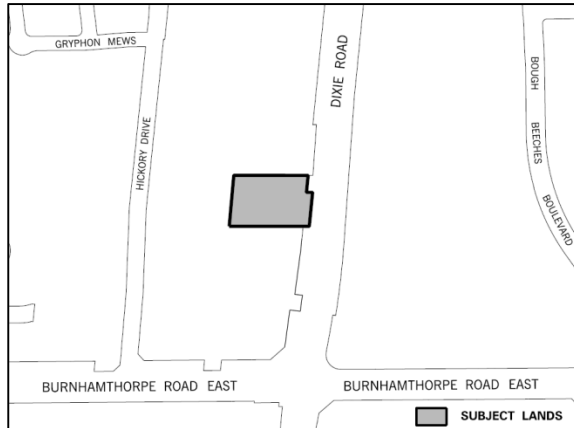 GRYPHON MEWS
HICKORY DRIVE
DIXIE ROAD
BOUGH
BEECHES
BOULEVARD
BURNHAMTHORPE ROAD EAST
BURNHAMTHORPE ROAD EAST
SUBJECT LANDS